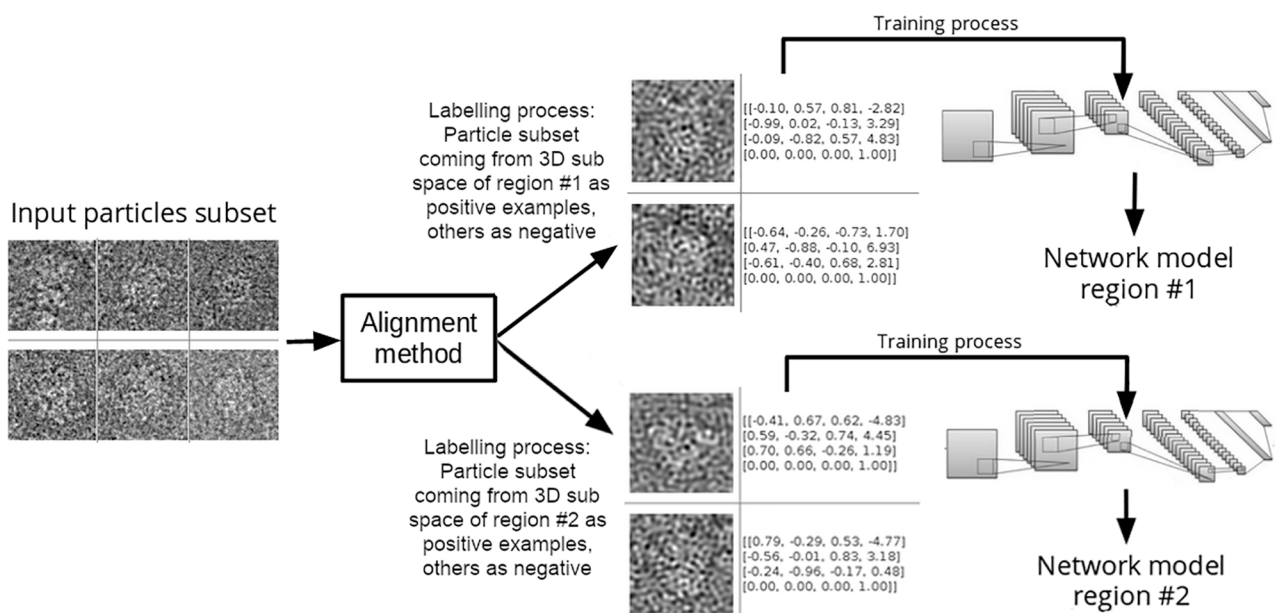 Training process
Labelling process:
Particle subset
coming from 3D sub
space of region #1 as
positive examples,
others as negative
[[-0.10, 0.57, 0.81, -2.82]
[-0.99, 0.02, -0.13, 3.29]
[-0.09, -0.82, 0.57, 4.83]
[0.00, 0.00, 0.00, 1.00]]
[[-0.64, -0.26, -0.73, 1.70]
[0.47, -0.88, -0.10, 6.93]
[-0.61, -0.40, 0.68, 2.81]
[0.00, 0.00, 0.00, 1.00]]
Network model
region #1
Input particles subset
Alignment
method
Training process
Labelling process:
Particle subset
coming from 3D sub
space of region #2 as
positive examples,
others as negative
[[-0.41, 0.67, 0.62, -4.83]
[0.59, -0.32, 0.74, 4.45]
[0.70, 0.66, -0.26, 1.19]
[0.00, 0.00, 0.00, 1.00]]
[[0.79, -0.29, 0.53, -4.77]
[-0.56, -0.01, 0.83, 3.18]
[-0.24, -0.96, -0.17, 0.48]
[0.00, 0.00, 0.00, 1.00]]
Network model
region #2